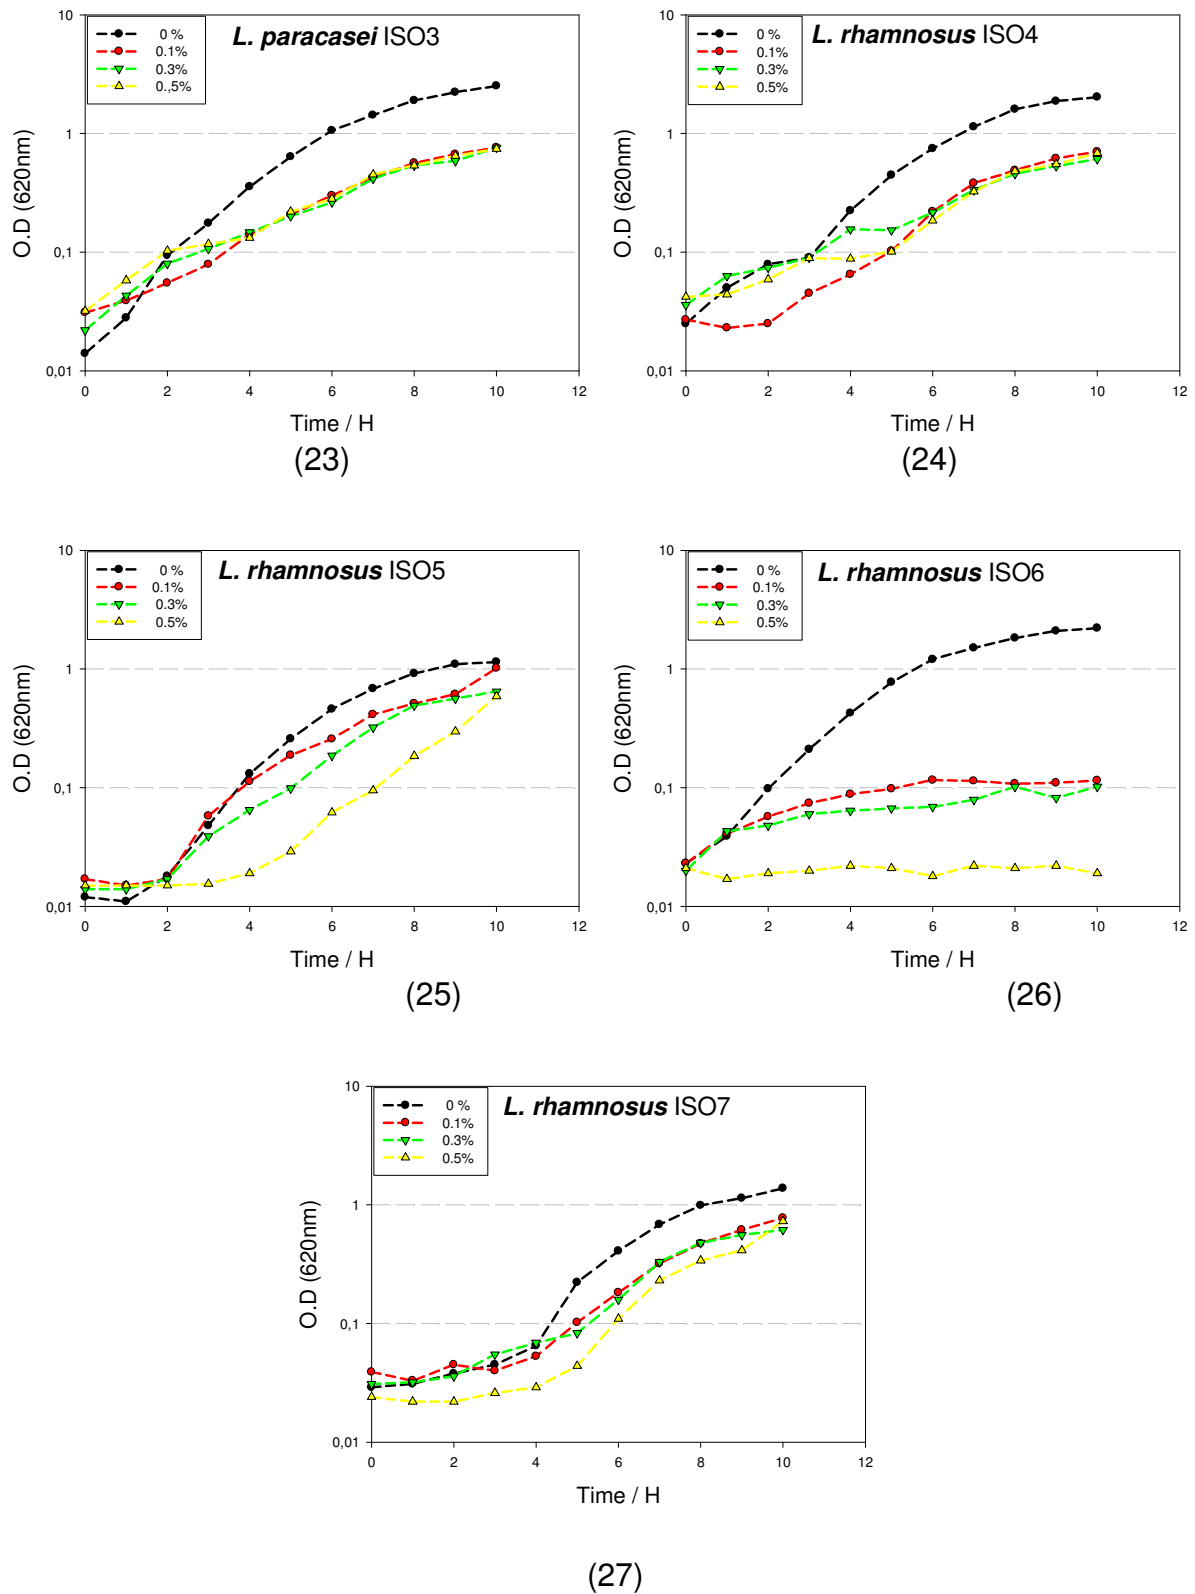 L. paracasei ISO3
0 %
0.1%
0.3%
0.,5%
10
1
0,1
0,01
O.D (620nm)
0 2 4 6 8 10 12
Time / H
(23)
L. rhamnosus ISO4
0 %
0.1%
0.3%
0.5%
10
1
0,1
0,01
O.D (620nm)
0 2 4 6 8 10 12
Time / H
(24)
L. rhamnosus ISO5
0 %
0.1%
0.3%
0.5%
10
1
0,1
0,01
O.D (620nm)
0 2 4 6 8 10 12
Time / H
(25)
L. rhamnosus ISO6
0 %
0.1%
0.3%
0.5%
10
1
0,1
0,01
O.D (620nm)
0 2 4 6 8 10 12
Time / H
(26)
L. rhamnosus ISO7
0 %
0.1%
0.3%
0.5%
10
1
0,1
0,01
O.D (620nm)
0 2 4 6 8 10 12
Time / H
(27)